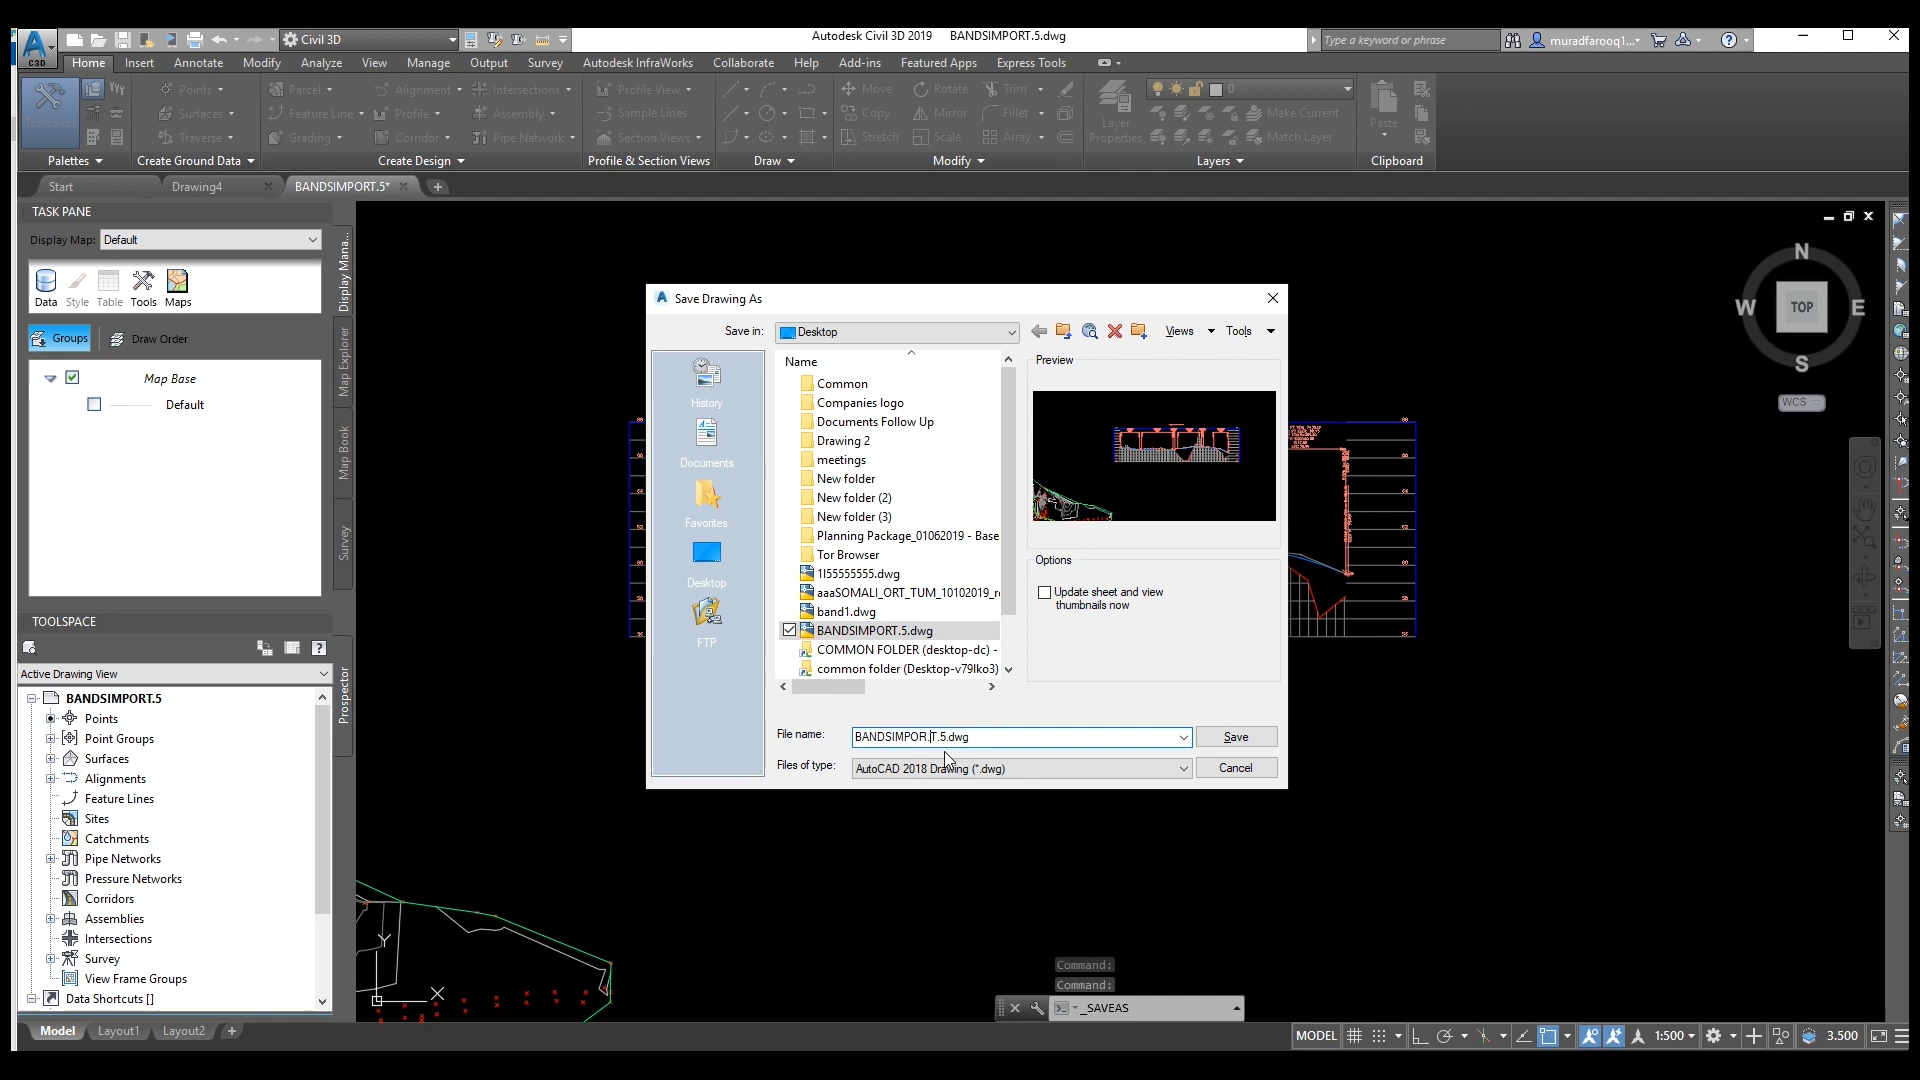 Civil 3D
Autodesk Civil 3D 2019 BANDSIMPORT.5.dwg
Type a keyword or phrase
muradfarooq1...
C3D
Home Insert Annotate Modify Analyze View Manage Output Survey Autodesk InfraWorks Collaborate Help Add-ins Featured Apps Express Tools
Points Parcel Alignment Intersections Profile View Move Rotate Trim 0
Toolspace Surfaces Feature Line Profile Assembly Sample Lines Copy Mirror Fillet Layer Properties Make Current Paste
Traverse Grading Corridor Pipe Network Section Views Stretch Scale Array Match Layer
Palettes Create Ground Data Create Design Profile & Section Views Draw Modify Layers Clipboard
Start Drawing4 BANDSIMPORT.5*
TASK PANE
Display Map: Default
Data Style Table Tools Maps
Groups Draw Order
Map Base
Default
Display Mana...
Map Explorer
Map Book
Survey
TOOLSPACE
Active Drawing View
BANDSIMPORT.5
Points
Point Groups
Surfaces
Alignments
Feature Lines
Sites
Catchments
Pipe Networks
Pressure Networks
Corridors
Assemblies
Intersections
Survey
View Frame Groups
Data Shortcuts []
Prospector
Save Drawing As
Save in: Desktop
Views Tools
History
Documents
Favorites
Desktop
FTP
Name
Common
Companies logo
Documents Follow Up
Drawing 2
meetings
New folder
New folder (2)
New folder (3)
Planning Package_01062019 - Base
Tor Browser
1l55555555.dwg
aaaSOMALI_ORT_TUM_10102019_r
band1.dwg
BANDSIMPORT.5.dwg
COMMON FOLDER (desktop-dc) -
common folder (Desktop-v79lko3)
Preview
Options
Update sheet and view
thumbnails now
File name: BANDSIMPOR.T.5.dwg Save
Files of type: AutoCAD 2018 Drawing (*.dwg) Cancel
N
W TOP E
S
WCS
Y
X
Command:
Command:
_SAVEAS
Model Layout1 Layout2
MODEL 1:500 3.500